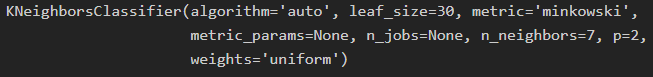 KNeighborsClassifier(algorithm='auto', leaf_size=30, metric='minkowski',
                     metric_params=None, n_jobs=None, n_neighbors=7, p=2,
                     weights='uniform')